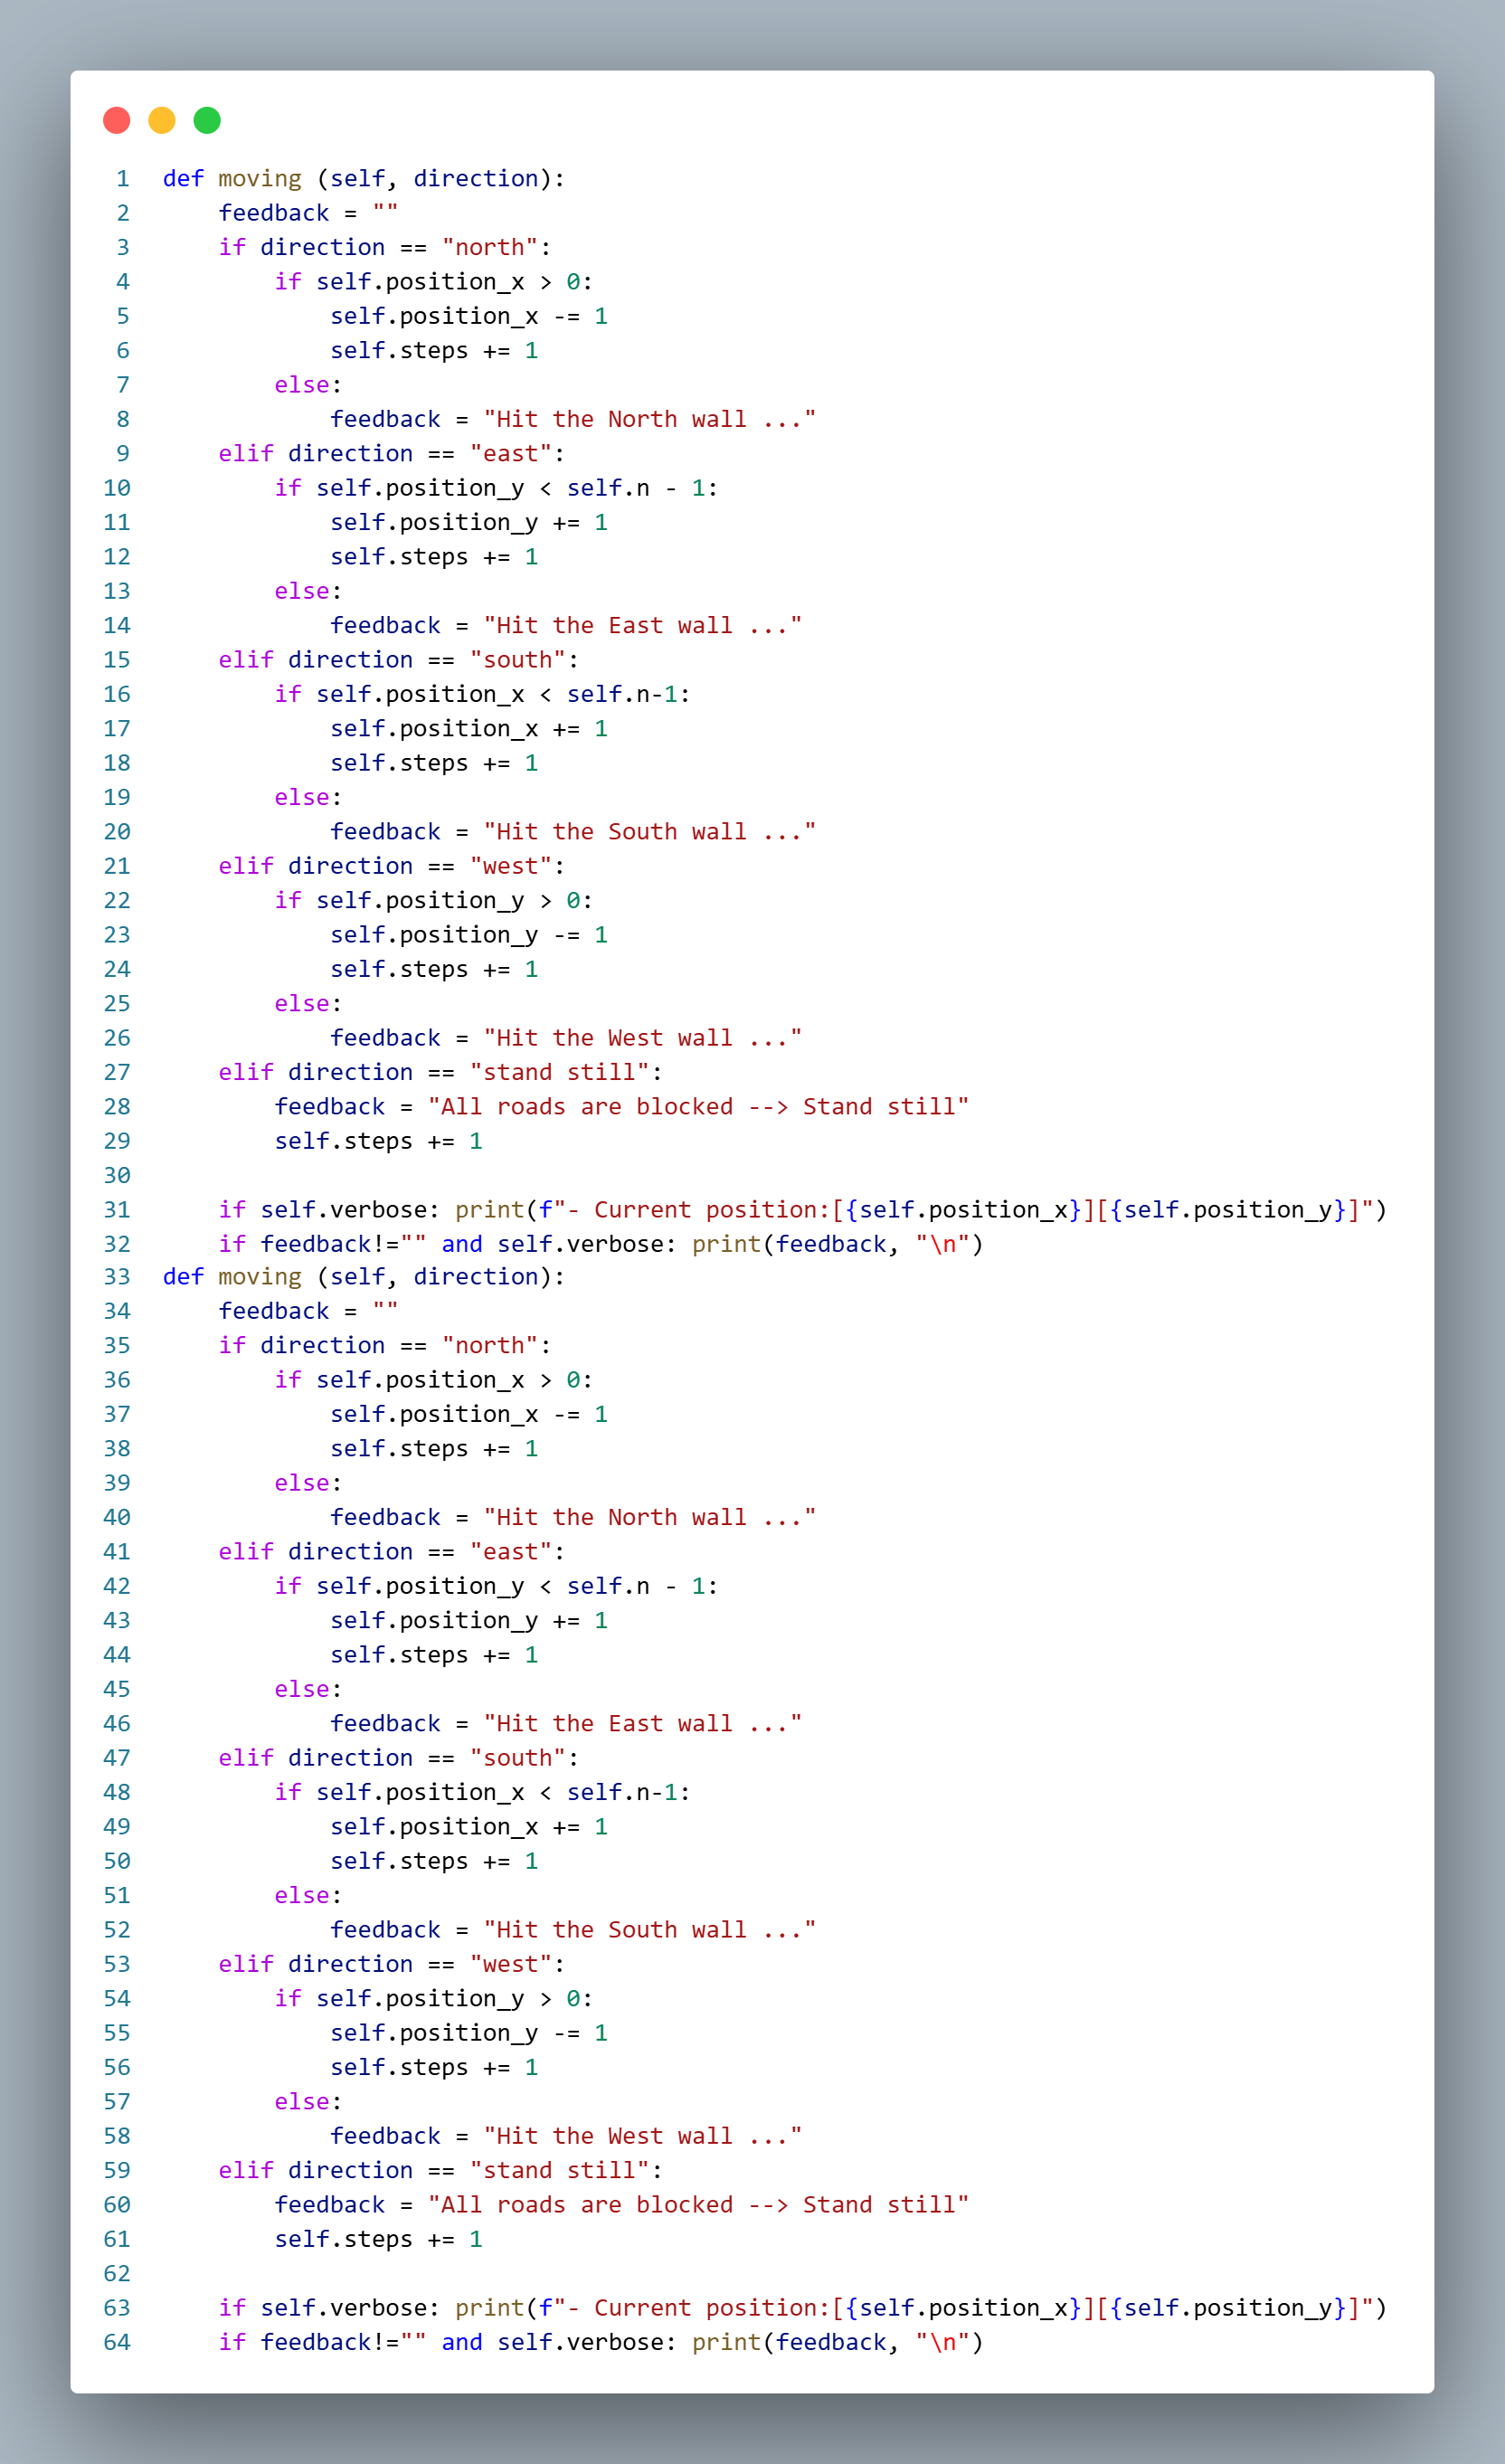 1 def moving (self, direction):
2     feedback = ""
3     if direction == "north":
4         if self.position_x > 0:
5             self.position_x -= 1
6             self.steps += 1
7         else:
8             feedback = "Hit the North wall ..."
9     elif direction == "east":
10         if self.position_y < self.n - 1:
11             self.position_y += 1
12             self.steps += 1
13         else:
14             feedback = "Hit the East wall ..."
15     elif direction == "south":
16         if self.position_x < self.n-1:
17             self.position_x += 1
18             self.steps += 1
19         else:
20             feedback = "Hit the South wall ..."
21     elif direction == "west":
22         if self.position_y > 0:
23             self.position_y -= 1
24             self.steps += 1
25         else:
26             feedback = "Hit the West wall ..."
27     elif direction == "stand still":
28         feedback = "All roads are blocked --> Stand still"
29         self.steps += 1
30
31     if self.verbose: print(f"- Current position:[{self.position_x}][{self.position_y}]")
32     if feedback!="" and self.verbose: print(feedback, "\n")
33 def moving (self, direction):
34     feedback = ""
35     if direction == "north":
36         if self.position_x > 0:
37             self.position_x -= 1
38             self.steps += 1
39         else:
40             feedback = "Hit the North wall ..."
41     elif direction == "east":
42         if self.position_y < self.n - 1:
43             self.position_y += 1
44             self.steps += 1
45         else:
46             feedback = "Hit the East wall ..."
47     elif direction == "south":
48         if self.position_x < self.n-1:
49             self.position_x += 1
50             self.steps += 1
51         else:
52             feedback = "Hit the South wall ..."
53     elif direction == "west":
54         if self.position_y > 0:
55             self.position_y -= 1
56             self.steps += 1
57         else:
58             feedback = "Hit the West wall ..."
59     elif direction == "stand still":
60         feedback = "All roads are blocked --> Stand still"
61         self.steps += 1
62
63     if self.verbose: print(f"- Current position:[{self.position_x}][{self.position_y}]")
64     if feedback!="" and self.verbose: print(feedback, "\n")